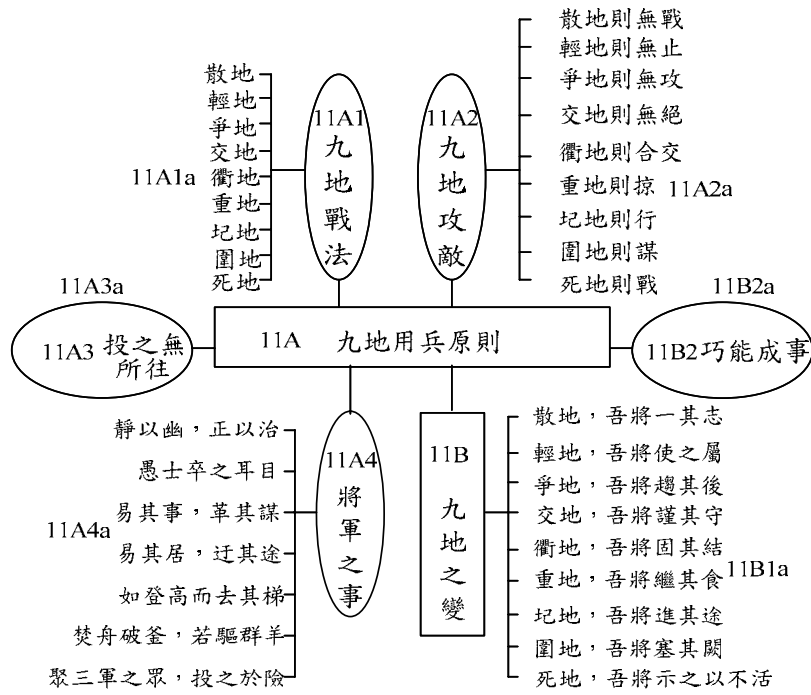 散地
輕地
爭地
交地
衢地
重地
圮地
圍地
死地
11A1a
11A1
九地戰法
11A2
九地攻敵
散地則無戰
輕地則無止
爭地則無攻
交地則無絕
衢地則合交
重地則掠
圮地則行
圍地則謀
死地則戰
11A2a
11A3a
11A3 投之無
所往
11A 九地用兵原則
11B2a
11B2巧能成事
靜以幽，正以治
愚士卒之耳目
易其事，革其謀
易其居，迂其途
如登高而去其梯
焚舟破釜，若驅群羊
聚三軍之眾，投之於險
11A4a
11A4
將軍之事
11B
九地之變
散地，吾將一其志
輕地，吾將使之屬
爭地，吾將趨其後
交地，吾將謹其守
衢地，吾將固其結
重地，吾將繼其食
圮地，吾將進其途
圍地，吾將塞其闕
死地，吾將示之以不活
11B1a